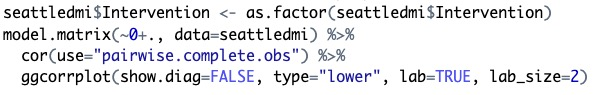 seattledmi$Intervention <- as.factor(seattledmi$Intervention)
model.matrix(~0+., data=seattledmi) %>%
  cor(use="pairwise.complete.obs") %>%
  ggcorrplot(show.diag=FALSE, type="lower", lab=TRUE, lab_size=2)